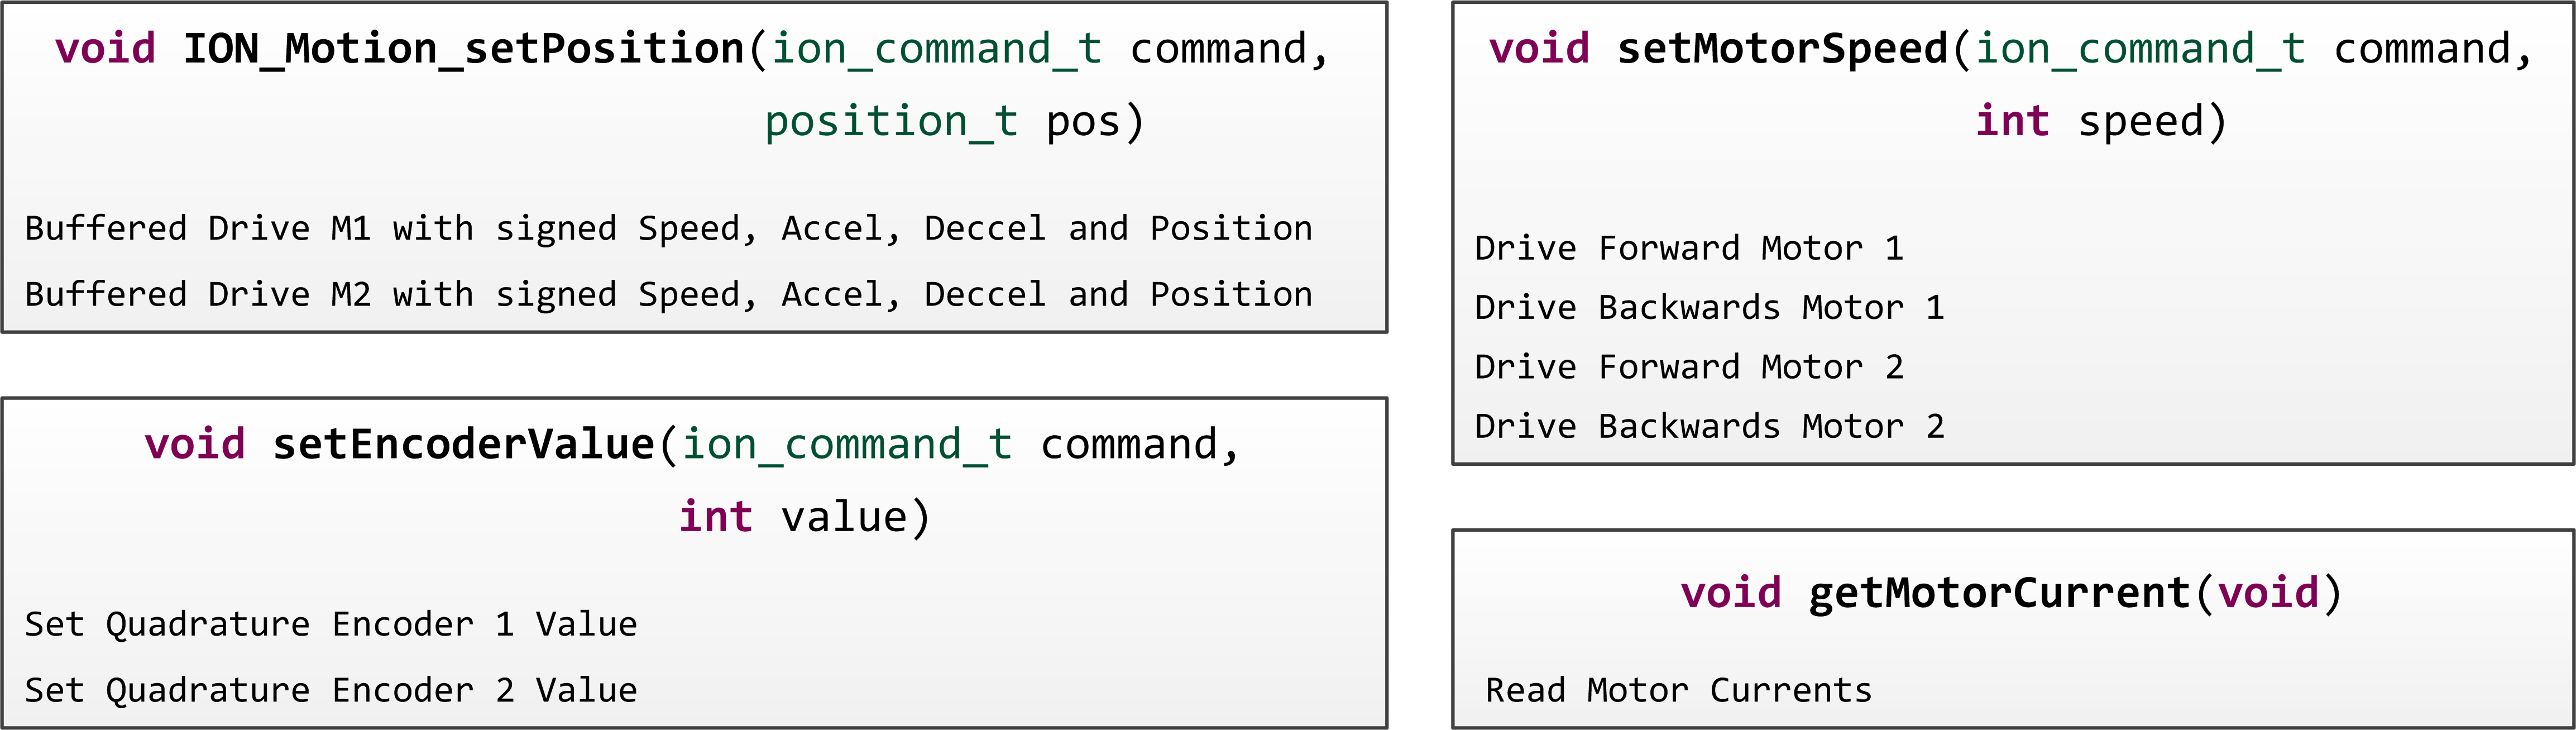 void ION_Motion_setPosition(ion_command_t command,
position_t pos)
Buffered Drive M1 with signed Speed, Accel, Deccel and Position
Buffered Drive M2 with signed Speed, Accel, Deccel and Position
void setEncoderValue(ion_command_t command,
int value)
Set Quadrature Encoder 1 Value
Set Quadrature Encoder 2 Value
void setMotorSpeed(ion_command_t command,
int speed)
Drive Forward Motor 1
Drive Backwards Motor 1
Drive Forward Motor 2
Drive Backwards Motor 2
void getMotorCurrent(void)
Read Motor Currents